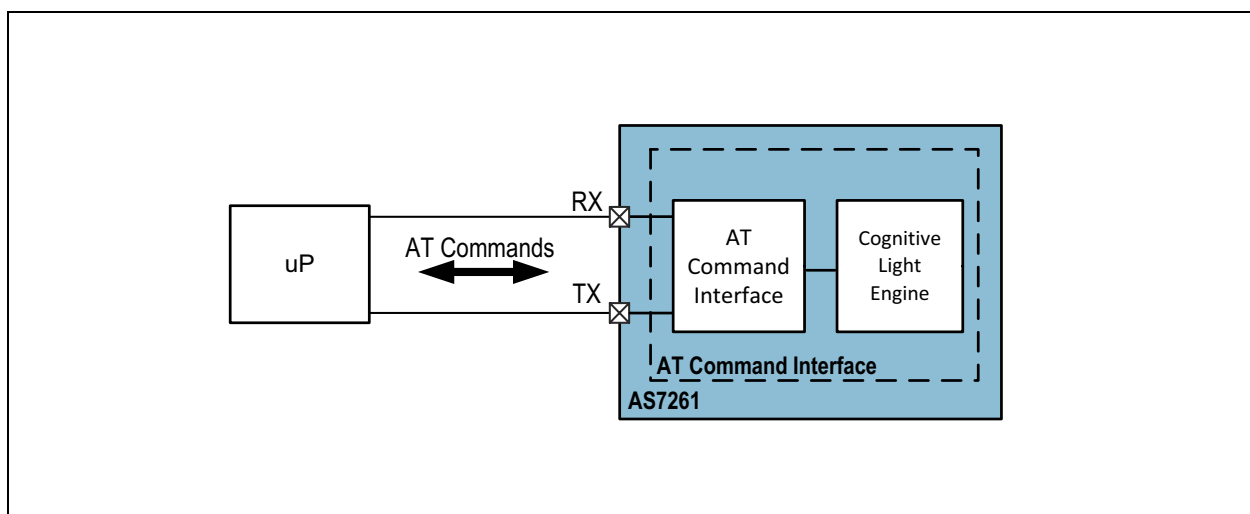 RX
AT Commands
uP
TX
AT
Command
Interface
Cognitive
Light
Engine
AT Command Interface
AS7261